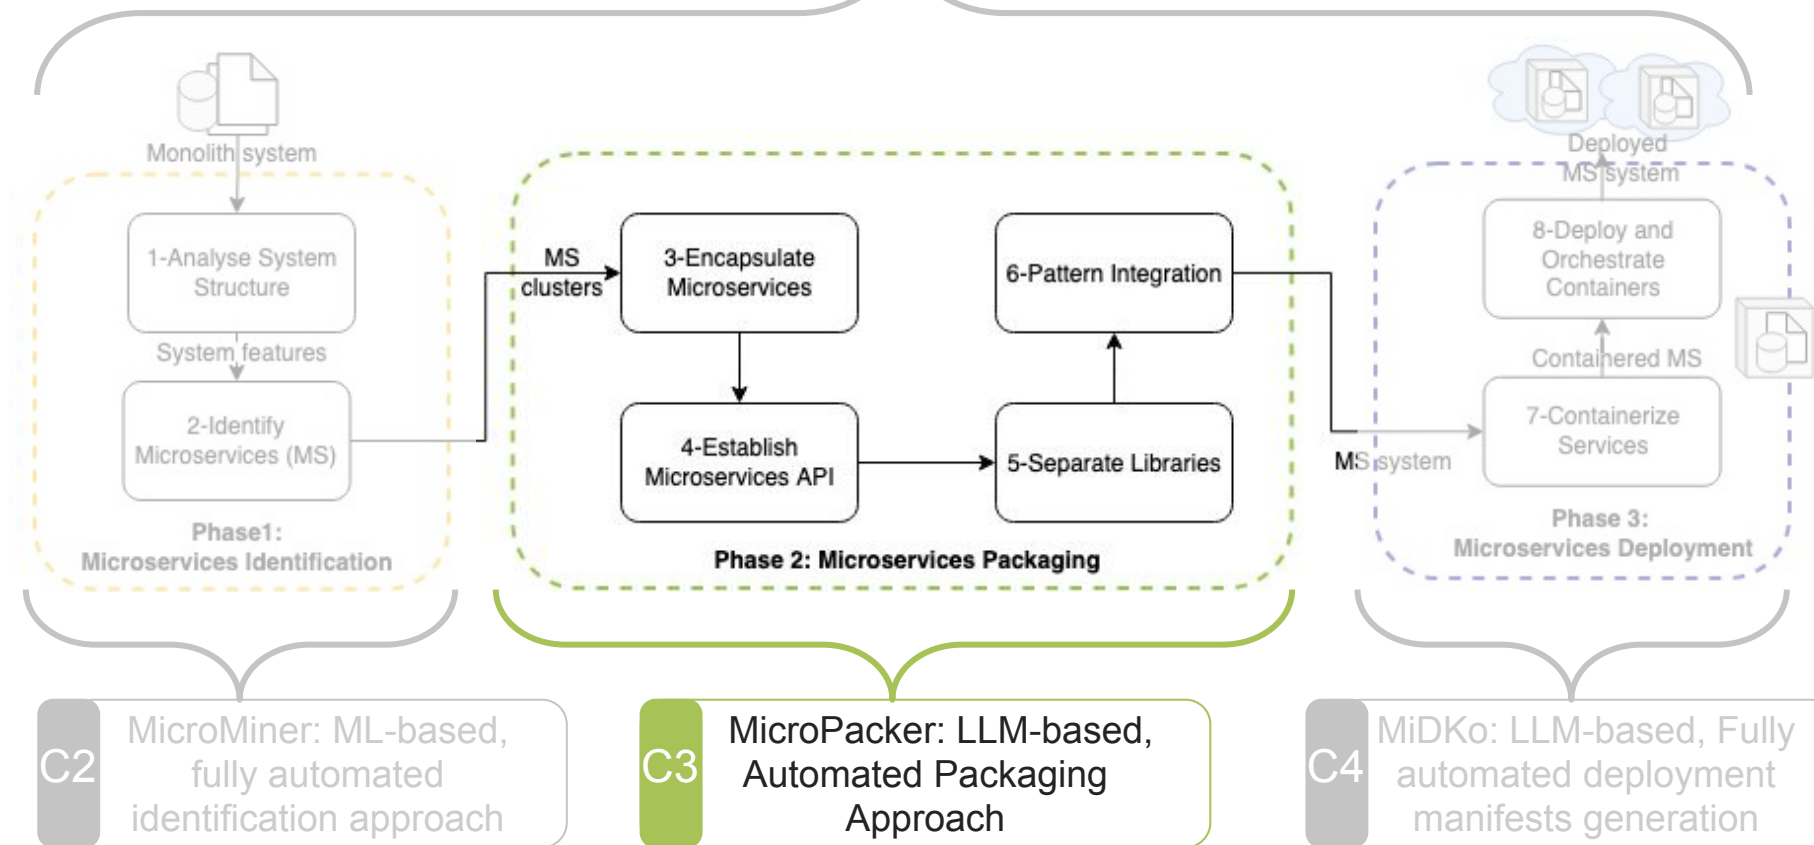 Monolith system
1-Analyse System
Structure
System features
2-Identify
Microservices (MS)
Phase1:
Microservices Identification
MS
clusters
3-Encapsulate
Microservices
4-Establish
Microservices API
5-Separate Libraries
6-Pattern Integration
Phase 2: Microservices Packaging
MS system
7-Containerize
Services
Containered MS
8-Deploy and
Orchestrate
Containers
Deployed
MS system
Phase 3:
Microservices Deployment
C2
MicroMiner: ML-based,
fully automated
identification approach
C3
MicroPacker: LLM-based,
Automated Packaging
Approach
C4
MiDKo: LLM-based, Fully
automated deployment
manifests generation